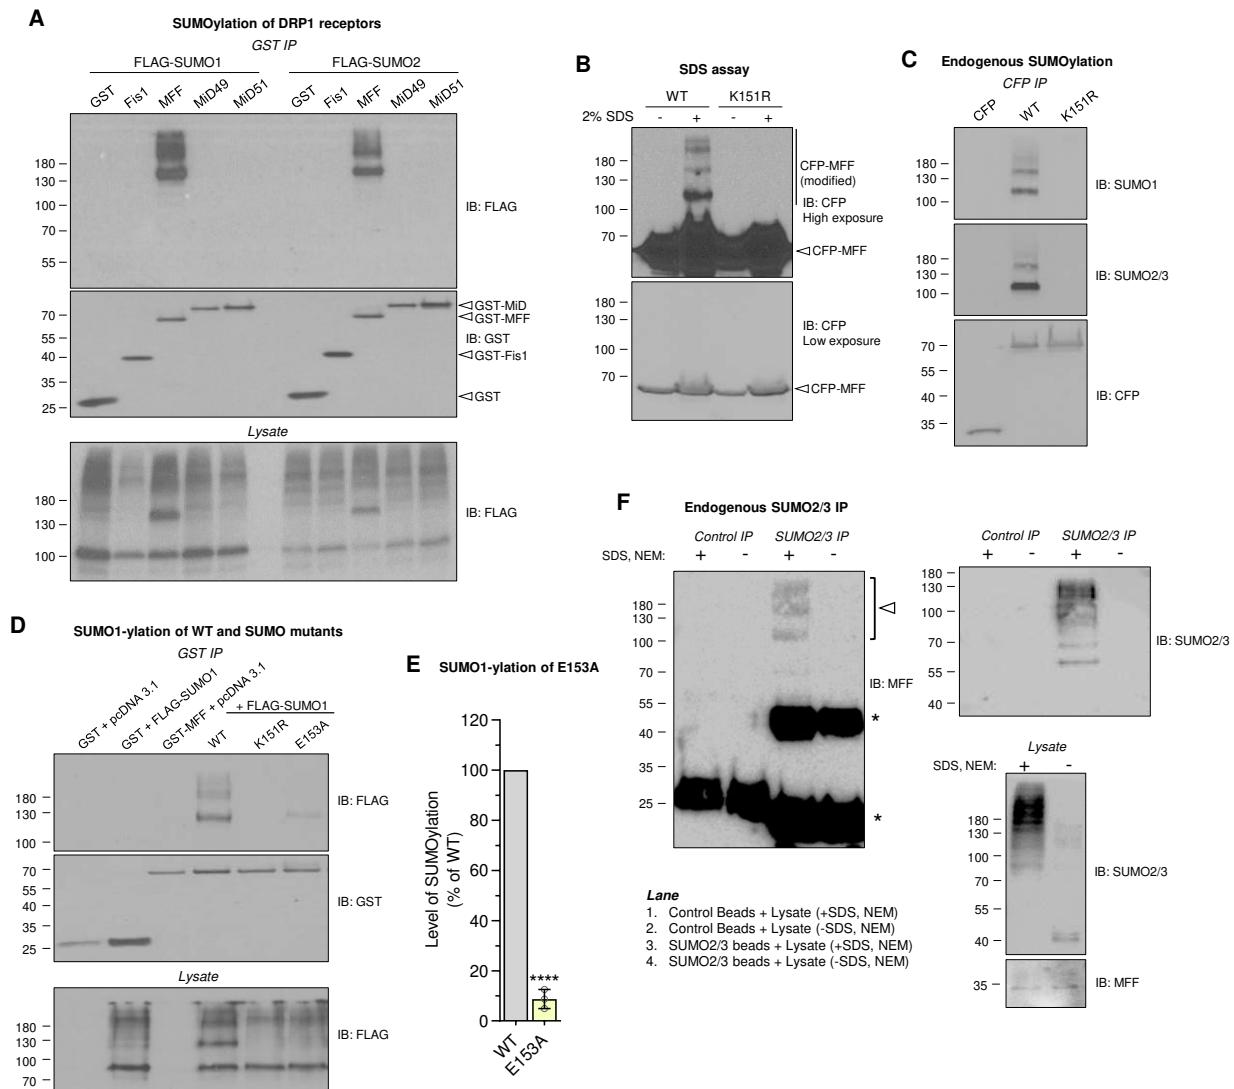 A
SUMOylation of DRP1 receptors
GST IP
FLAG-SUMO1 FLAG-SUMO2
GST Fis1 MFF MiD49 MiD51 GST Fis1 MFF MiD49 MiD51
180
130
100
70
55
IB: FLAG
70
55
40
35
25
GST-MiD
GST-MFF
IB: GST
GST-Fis1
GST
Lysate
180
130
100
IB: FLAG
B
SDS assay
WT K151R
2% SDS - + - +
180
130
100
70
CFP-MFF
(modified)
IB: CFP
High exposure
CFP-MFF
180
130
100
70
IB: CFP
Low exposure
CFP-MFF
C
Endogenous SUMOylation
CFP IP
CFP WT K151R
180
130
100
IB: SUMO1
180
130
100
IB: SUMO2/3
70
55
40
35
IB: CFP
D
SUMO1-ylation of WT and SUMO mutants
GST IP
+ FLAG-SUMO1
GST + pcDNA 3.1 GST + FLAG-SUMO1 GST-MFF + pcDNA 3.1 WT K151R E153A
180
130
100
IB: FLAG
70
55
40
35
25
IB: GST
Lysate
180
130
100
70
IB: FLAG
E
SUMO1-ylation of E153A
Level of SUMOylation
(% of WT)
120
100
80
60
40
20
0
****
WT E153A
F
Endogenous SUMO2/3 IP
Control IP SUMO2/3 IP
SDS, NEM: + - + -
180
130
100
70
55
40
35
25
IB: MFF
*
*
Lane
1. Control Beads + Lysate (+SDS, NEM)
2. Control Beads + Lysate (-SDS, NEM)
3. SUMO2/3 beads + Lysate (+SDS, NEM)
4. SUMO2/3 beads + Lysate (-SDS, NEM)
Control IP SUMO2/3 IP
+ - + -
180
130
100
70
55
40
IB: SUMO2/3
Lysate
SDS, NEM: + -
180
130
100
70
55
40
IB: SUMO2/3
35
IB: MFF